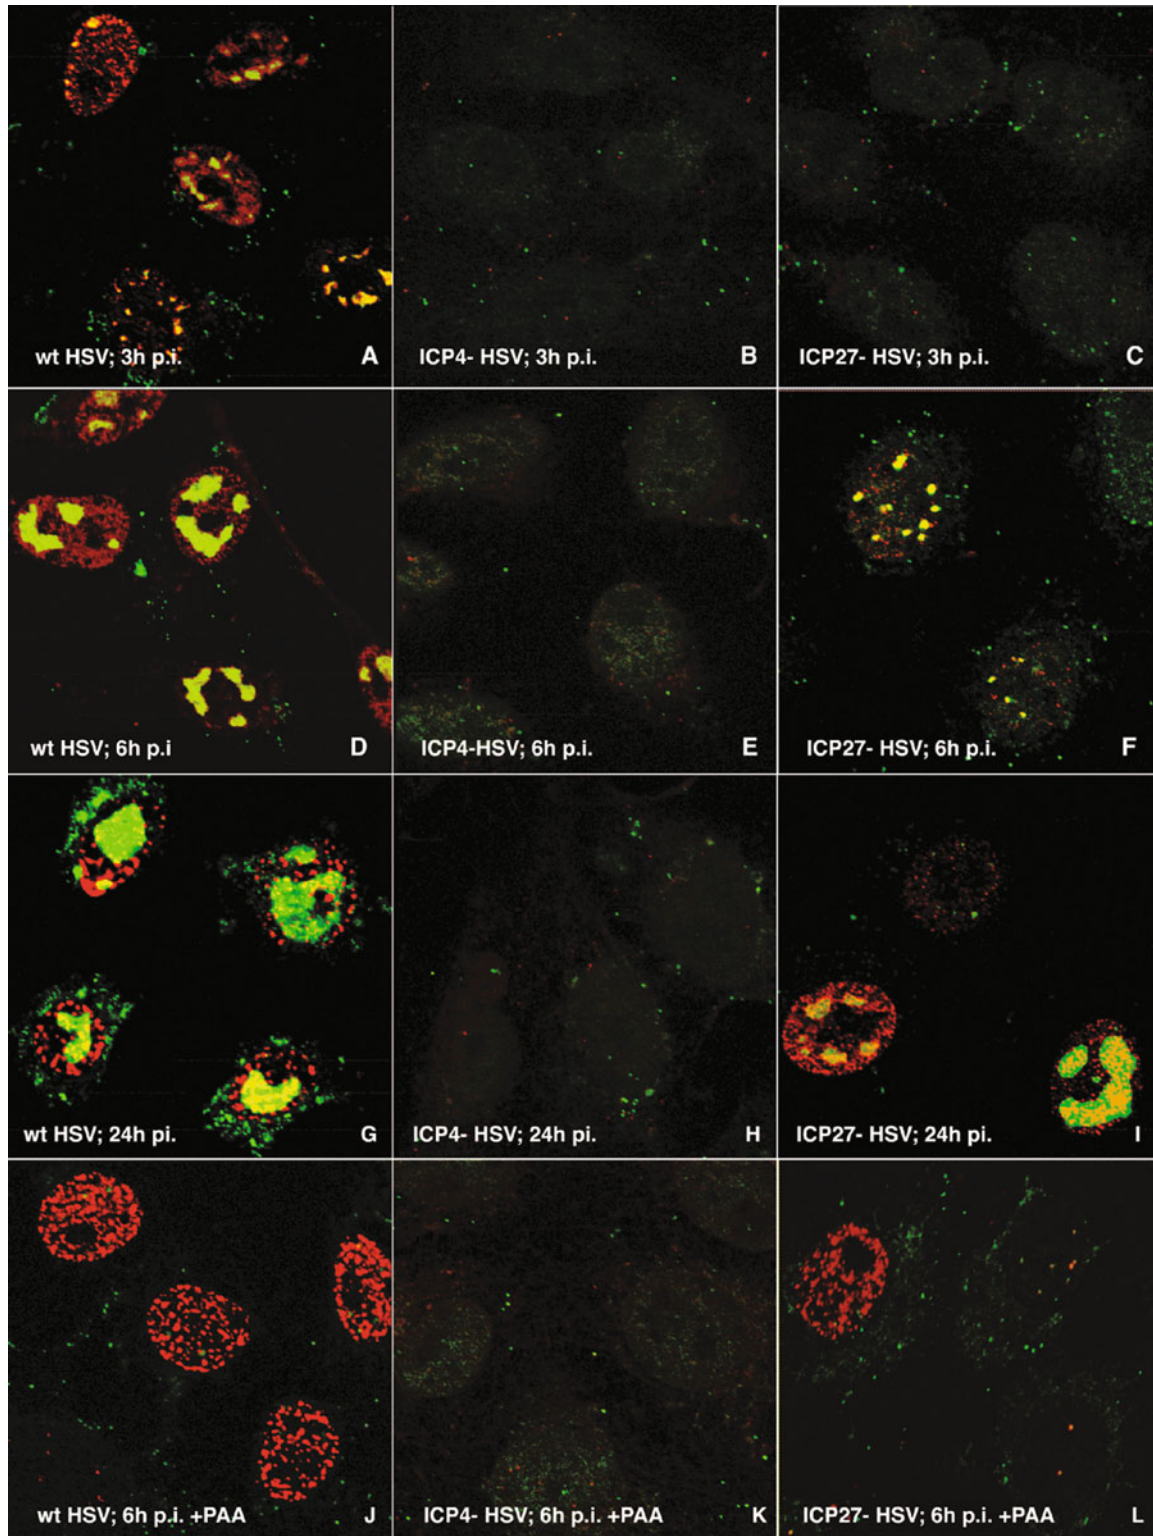 wt HSV; 3h p.i. A
ICP4- HSV; 3h p.i. B
ICP27- HSV; 3h p.i. C
wt HSV; 6h p.i D
ICP4-HSV; 6h p.i. E
ICP27- HSV; 6h p.i. F
wt HSV; 24h pi. G
ICP4- HSV; 24h pi. H
ICP27- HSV; 24h pi. I
wt HSV; 6h p.i. +PAA J
ICP4- HSV; 6h p.i. +PAA K
ICP27- HSV; 6h p.i. +PAA L